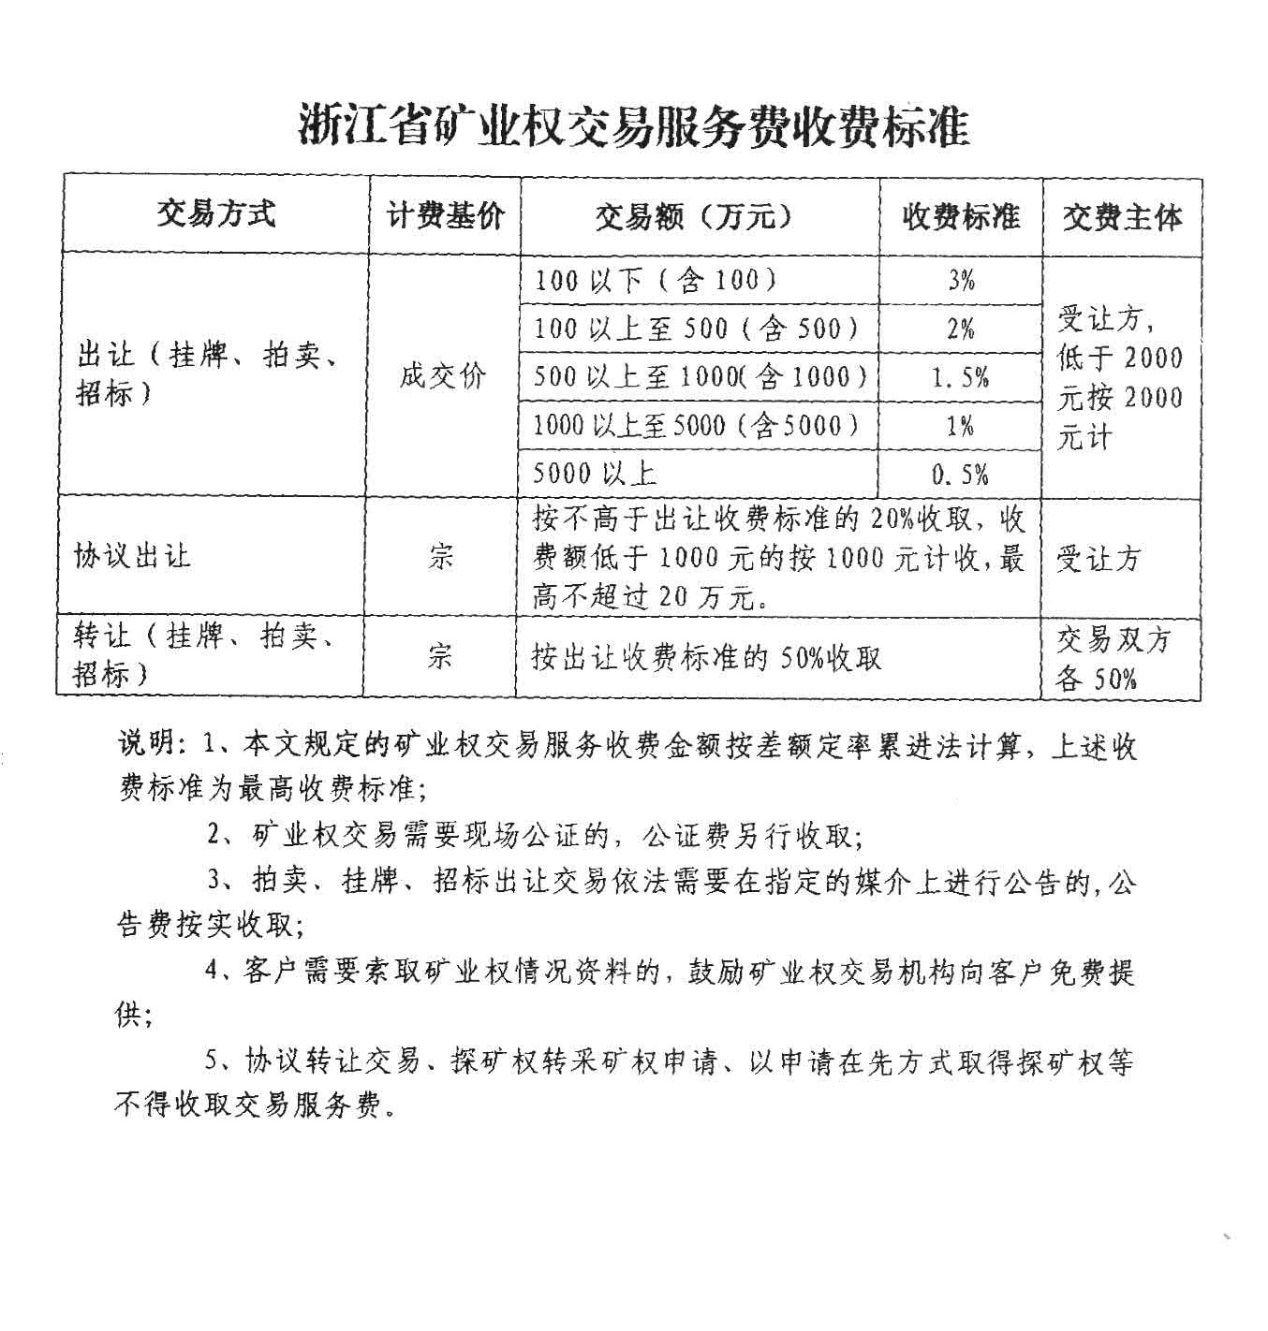 浙江省矿业权交易服务费收费标准
交易方式 计费基价 交易额（万元） 收费标准 交费主体
出让（挂牌、拍卖、
招标）
成交价
100 以下（含 100） 3%
100 以上至 500（含 500） 2%
500 以上至 1000（含 1000） 1.5%
1000 以上至 5000（含 5000） 1%
5000 以上 0.5%
受让方，
低于 2000
元按 2000
元计
协议出让
宗
按不高于出让收费标准的 20%收取，收
费额低于 1000 元的按 1000 元计收，最
高不超过 20 万元。
受让方
转让（挂牌、拍卖、
招标）
宗
按出让收费标准的 50%收取
交易双方
各 50%
说明：1、本文规定的矿业权交易服务收费金额按差额定率累进法计算，上述收
费标准为最高收费标准；
2、矿业权交易需要现场公证的，公证费另行收取；
3、拍卖、挂牌、招标出让交易依法需要在指定的媒介上进行公告的，公
告费按实收取；
4、客户需要索取矿业权情况资料的，鼓励矿业权交易机构向客户免费提
供；
5、协议转让交易、探矿权转采矿权申请、以申请在先方式取得探矿权等
不得收取交易服务费。